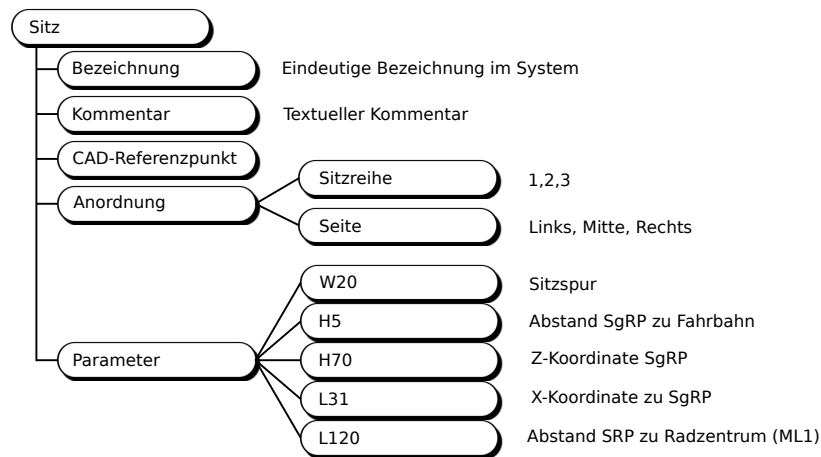 Sitz
Bezeichnung Eindeutige Bezeichnung im System
Kommentar Textueller Kommentar
CAD-Referenzpunkt
Anordnung
Sitzreihe 1,2,3
Seite Links, Mitte, Rechts
Parameter
W20 Sitzspur
H5 Abstand SgRP zu Fahrbahn
H70 Z-Koordinate SgRP
L31 X-Koordinate zu SgRP
L120 Abstand SRP zu Radzentrum (ML1)